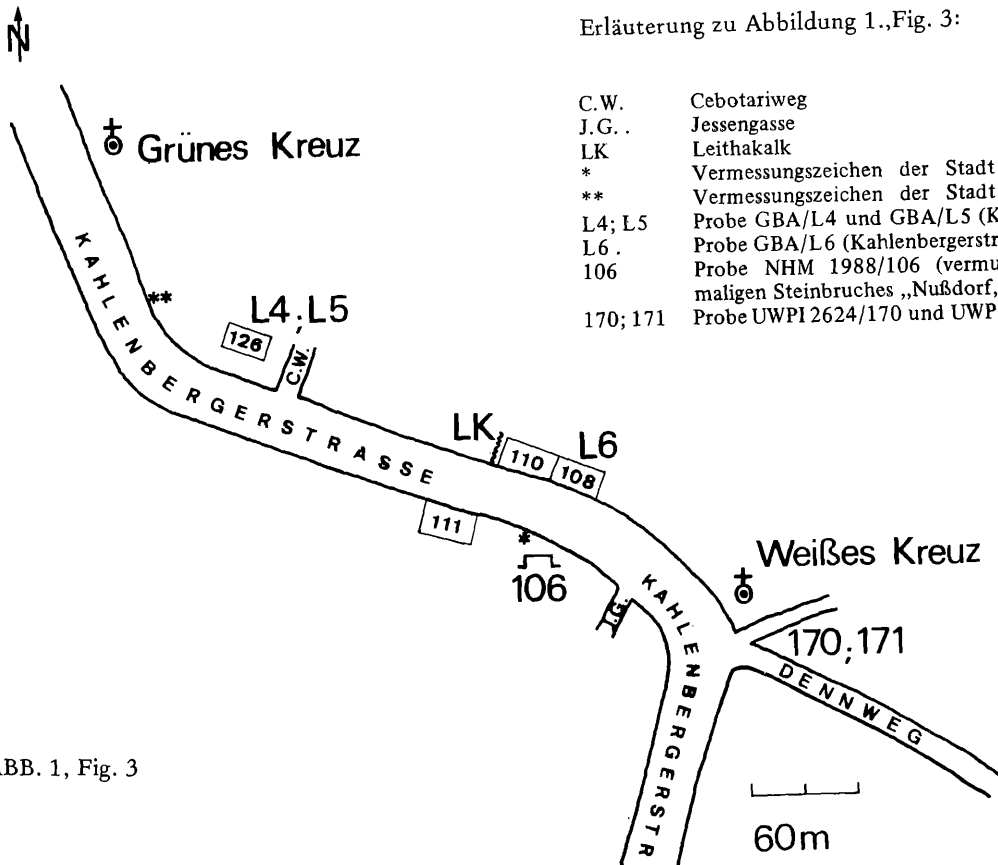 N
Erläuterung zu Abbildung 1.,Fig. 3:
C.W. Cebotariweg
J.G. . Jessengasse
LK Leithakalk
* Vermessungszeichen der Stadt
** Vermessungszeichen der Stadt
L4; L5 Probe GBA/L4 und GBA/L5 (K
L6 . Probe GBA/L6 (Kahlenbergerstr
106 Probe NHM 1988/106 (vermu
maligen Steinbruches „Nußdorf,
170; 171 Probe UWPI 2624/170 und UWP
Grünes Kreuz
KAHLENBERGERSTRASSE
**
L4;L5
126
C.W.
LK
110
108
L6
111
*
106
J.G.
Weißes Kreuz
KAHLENBERGERSTR
170;171
DENNWEG
BB. 1, Fig. 3
60m